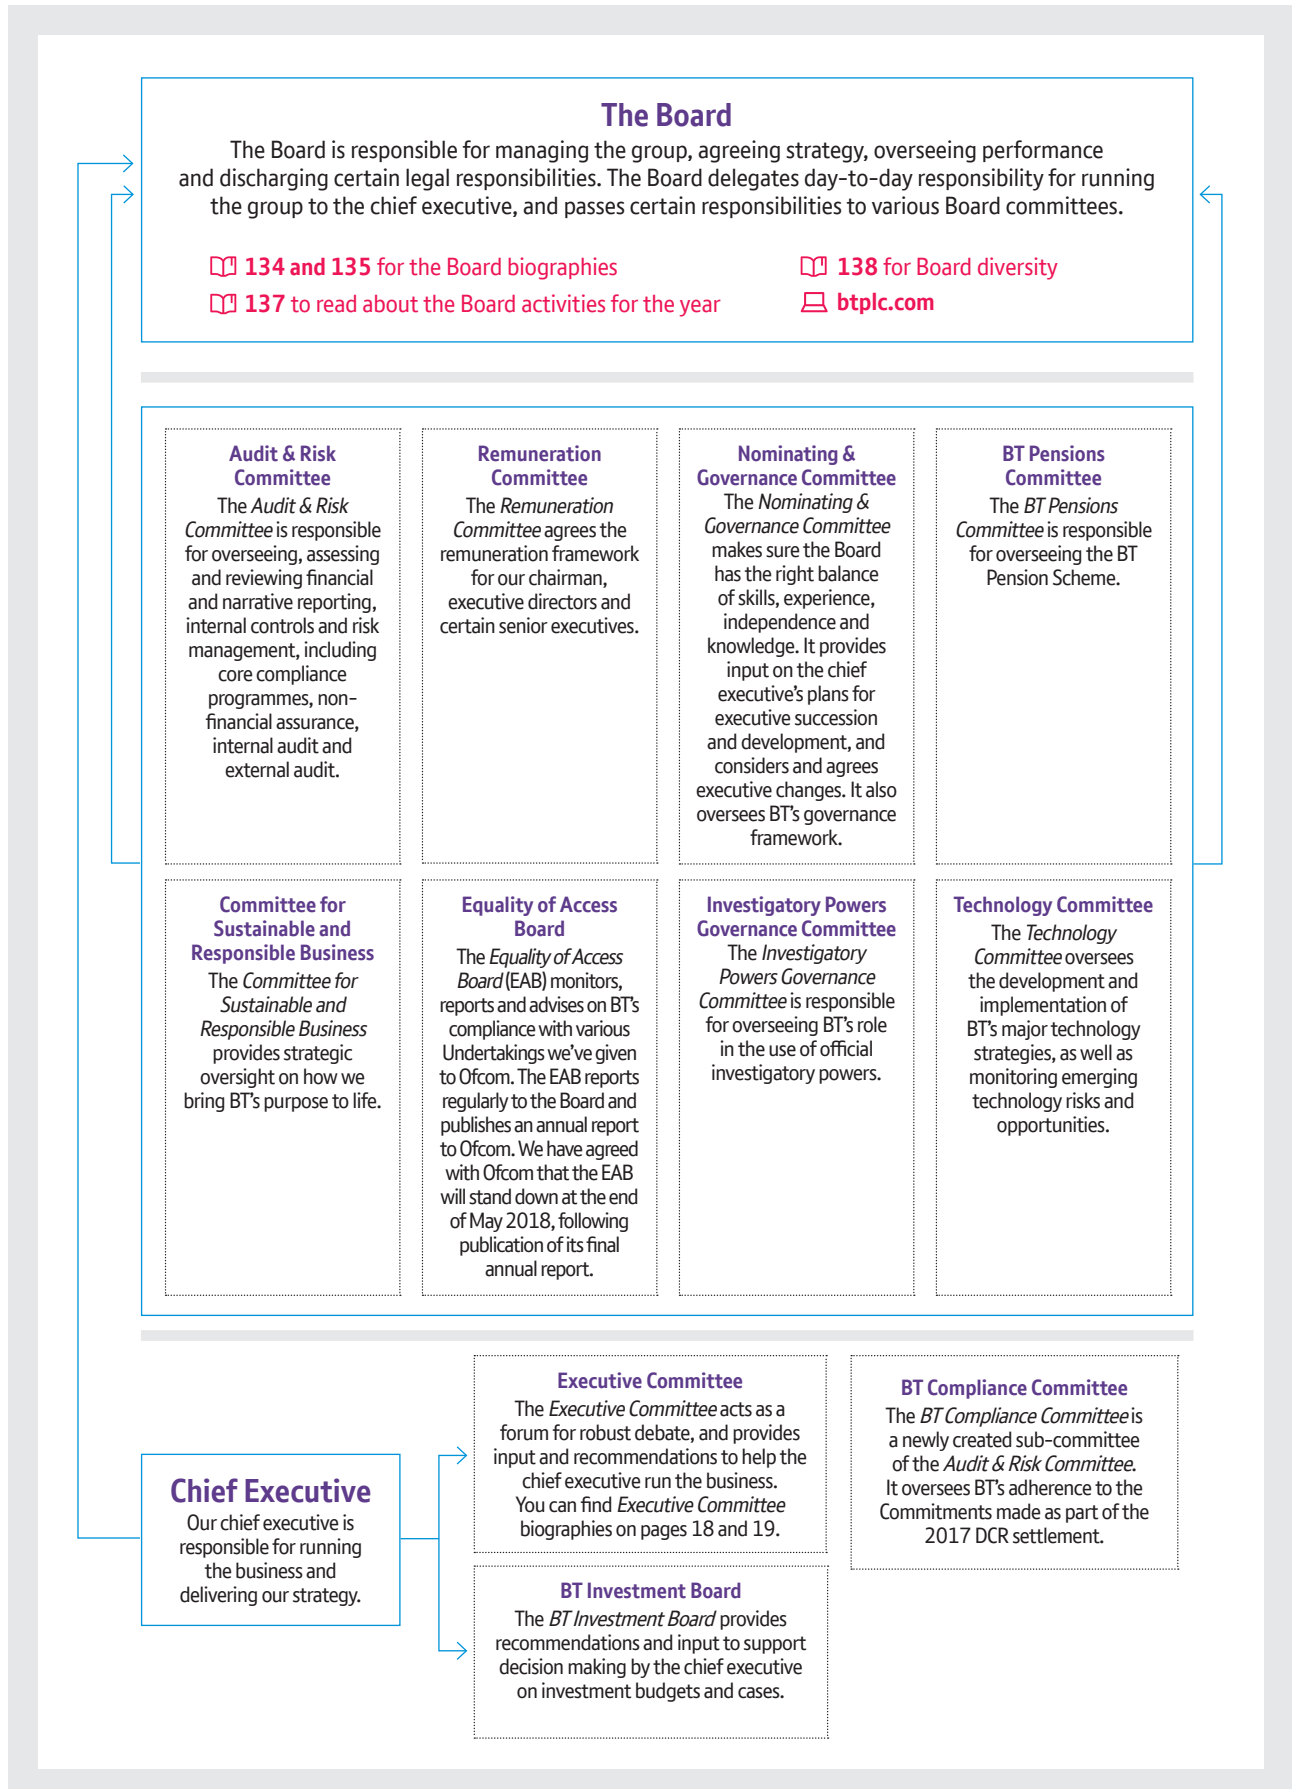 The Board
The Board is responsible for managing the group, agreeing strategy, overseeing performance
and discharging certain legal responsibilities. The Board delegates day-to-day responsibility for running
the group to the chief executive, and passes certain responsibilities to various Board committees.
134 and 135 for the Board biographies
137 to read about the Board activities for the year
138 for Board diversity
btplc.com
Audit & Risk
Committee
The Audit & Risk
Committee is responsible
for overseeing, assessing
and reviewing financial
and narrative reporting,
internal controls and risk
management, including
core compliance
programmes, non-
financial assurance,
internal audit and
external audit.
Remuneration
Committee
The Remuneration
Committee agrees the
remuneration framework
for our chairman,
executive directors and
certain senior executives.
Nominating &
Governance Committee
The Nominating &
Governance Committee
makes sure the Board
has the right balance
of skills, experience,
independence and
knowledge. It provides
input on the chief
executive's plans for
executive succession
and development, and
considers and agrees
executive changes. It also
oversees BT's governance
framework.
BT Pensions
Committee
The BT Pensions
Committee is responsible
for overseeing the BT
Pension Scheme.
Committee for
Sustainable and
Responsible Business
The Committee for
Sustainable and
Responsible Business
provides strategic
oversight on how we
bring BT's purpose to life.
Equality of Access
Board
The Equality of Access
Board (EAB) monitors,
reports and advises on BT's
compliance with various
Undertakings we've given
to Ofcom. The EAB reports
regularly to the Board and
publishes an annual report
to Ofcom. We have agreed
with Ofcom that the EAB
will stand down at the end
of May 2018, following
publication of its final
annual report.
Investigatory Powers
Governance Committee
The Investigatory
Powers Governance
Committee is responsible
for overseeing BT's role
in the use of official
investigatory powers.
Technology Committee
The Technology
Committee oversees
the development and
implementation of
BT's major technology
strategies, as well as
monitoring emerging
technology risks and
opportunities.
Chief Executive
Our chief executive is
responsible for running
the business and
delivering our strategy.
Executive Committee
The Executive Committee acts as a
forum for robust debate, and provides
input and recommendations to help the
chief executive run the business.
You can find Executive Committee
biographies on pages 18 and 19.
BT Investment Board
The BT Investment Board provides
recommendations and input to support
decision making by the chief executive
on investment budgets and cases.
BT Compliance Committee
The BT Compliance Committee is
a newly created sub-committee
of the Audit & Risk Committee.
It oversees BT's adherence to the
Commitments made as part of the
2017 DCR settlement.